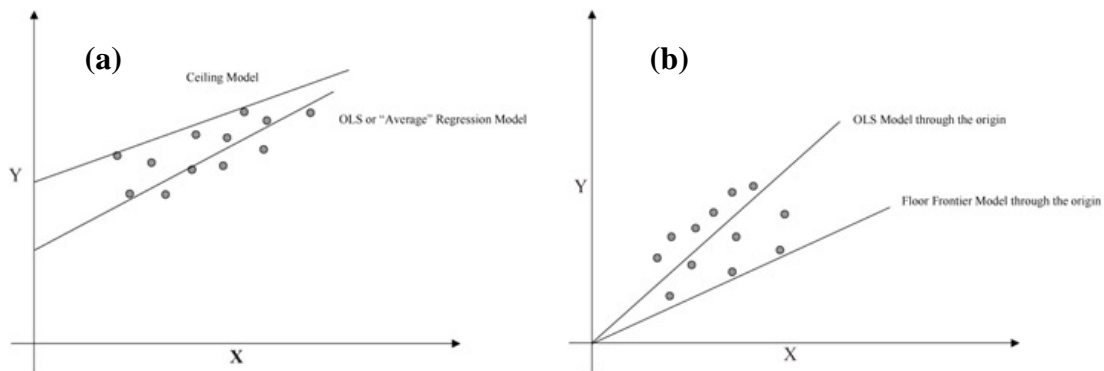 (a)
Ceiling Model
OLS or “Average” Regression Model
Y
X
(b)
OLS Model through the origin
Y
Floor Frontier Model through the origin
X